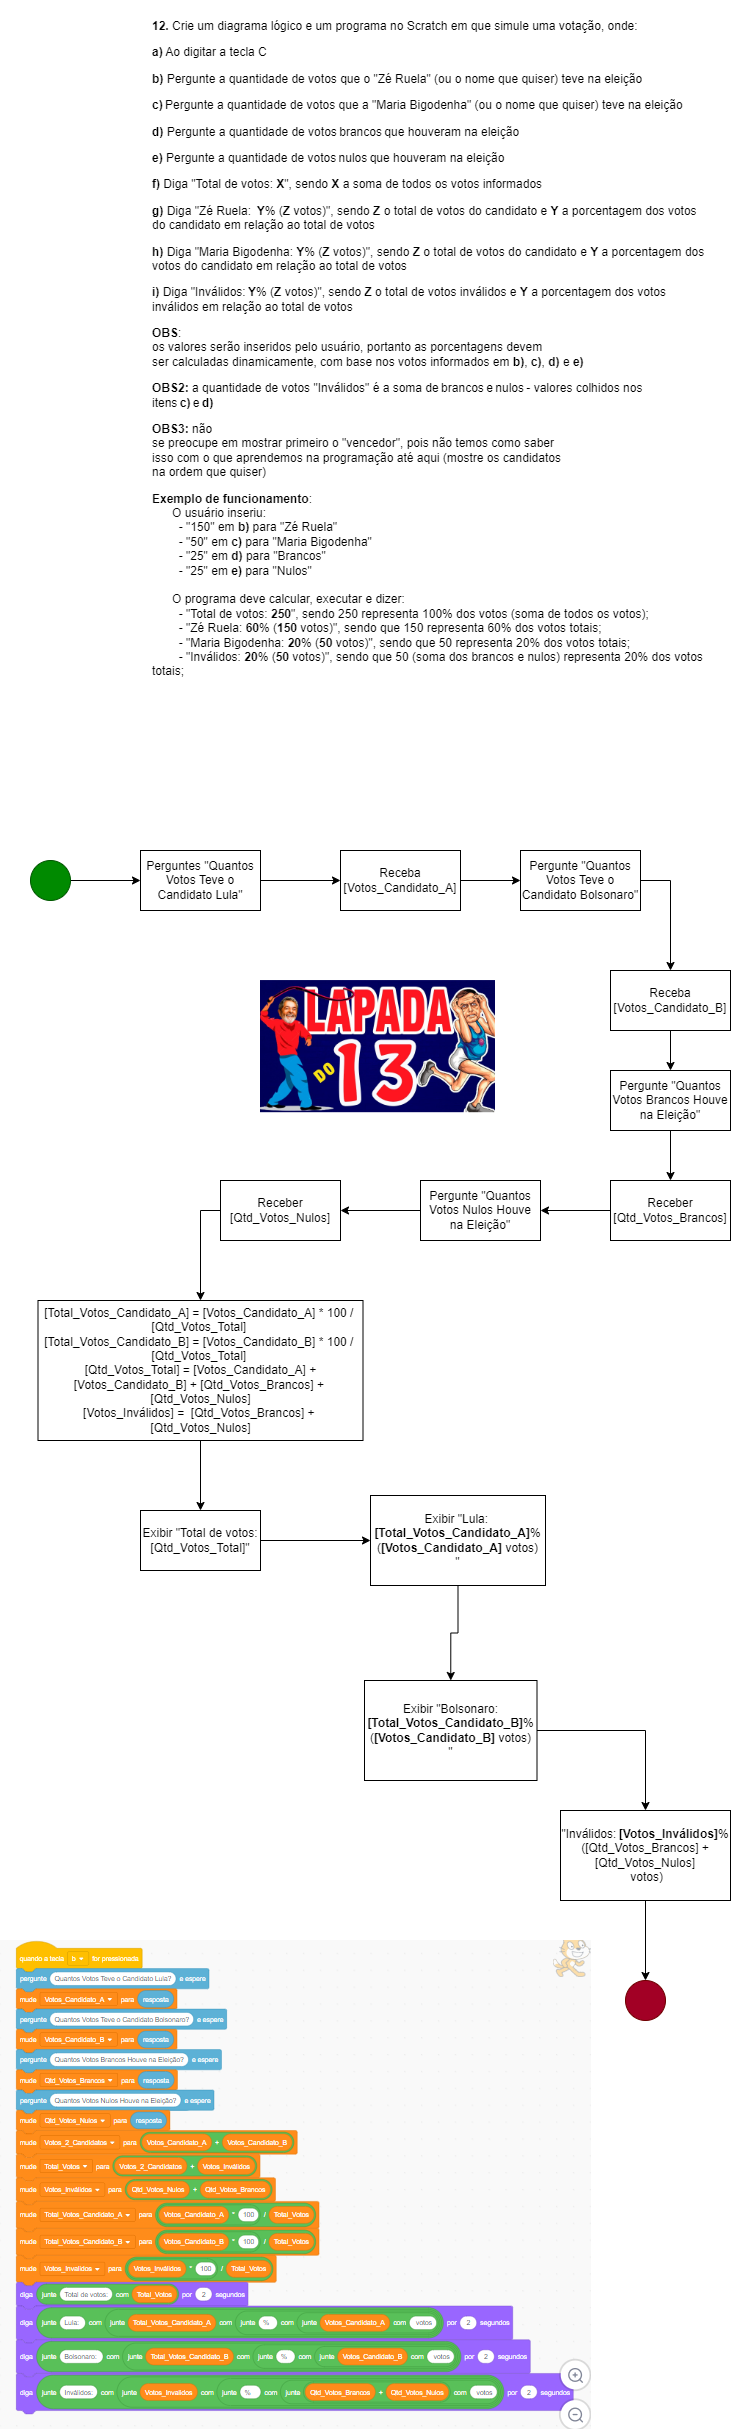 12. Crie um diagrama lógico e um programa no Scratch em que simule uma votação, onde:
a) Ao digitar a tecla C
b) Pergunte a quantidade de votos que o "Zé Ruela" (ou o nome que quiser) teve na eleição
c) Pergunte a quantidade de votos que a "Maria Bigodenha" (ou o nome que quiser) teve na eleição
d) Pergunte a quantidade de votos brancos que houveram na eleição
e) Pergunte a quantidade de votos nulos que houveram na eleição
f) Diga "Total de votos: X", sendo X a soma de todos os votos informados
g) Diga "Zé Ruela:  Y% (Z votos)", sendo Z o total de votos do candidato e Y a porcentagem dos votos
do candidato em relação ao total de votos
h) Diga "Maria Bigodenha: Y% (Z votos)", sendo Z o total de votos do candidato e Y a porcentagem dos
votos do candidato em relação ao total de votos
i) Diga "Inválidos: Y% (Z votos)", sendo Z o total de votos inválidos e Y a porcentagem dos votos
inválidos em relação ao total de votos
OBS:
os valores serão inseridos pelo usuário, portanto as porcentagens devem
ser calculadas dinamicamente, com base nos votos informados em b), c), d) e e)
OBS2: a quantidade de votos "Inválidos" é a soma de brancos e nulos - valores colhidos nos
itens c) e d)
OBS3: não
se preocupe em mostrar primeiro o "vencedor", pois não temos como saber
isso com o que aprendemos na programação até aqui (mostre os candidatos
na ordem que quiser)
Exemplo de funcionamento:
O usuário inseriu:
- "150" em b) para "Zé Ruela"
- "50" em c) para "Maria Bigodenha"
- "25" em d) para "Brancos"
- "25" em e) para "Nulos"
O programa deve calcular, executar e dizer:
- "Total de votos: 250", sendo 250 representa 100% dos votos (soma de todos os votos);
- "Zé Ruela: 60% (150 votos)", sendo que 150 representa 60% dos votos totais;
- "Maria Bigodenha: 20% (50 votos)", sendo que 50 representa 20% dos votos totais;
- "Inválidos: 20% (50 votos)", sendo que 50 (soma dos brancos e nulos) representa 20% dos votos
totais;
Perguntes "Quantos
Votos Teve o
Candidato Lula"
Receba
[Votos_Candidato_A]
Pergunte "Quantos
Votos Teve o
Candidato Bolsonaro"
Receba
[Votos_Candidato_B]
LAPADA
DO 13
Pergunte "Quantos
Votos Brancos Houve
na Eleição"
Receber
[Qtd_Votos_Brancos]
Pergunte "Quantos
Votos Nulos Houve
na Eleição"
Receber
[Qtd_Votos_Nulos]
[Total_Votos_Candidato_A] = [Votos_Candidato_A] * 100 /
[Qtd_Votos_Total]
[Total_Votos_Candidato_B] = [Votos_Candidato_B] * 100 /
[Qtd_Votos_Total]
[Qtd_Votos_Total] = [Votos_Candidato_A] +
[Votos_Candidato_B] + [Qtd_Votos_Brancos] +
[Qtd_Votos_Nulos]
[Votos_Inválidos] =  [Qtd_Votos_Brancos] +
[Qtd_Votos_Nulos]
Exibir "Total de votos:
[Qtd_Votos_Total]"
Exibir "Lula:
[Total_Votos_Candidato_A]%
([Votos_Candidato_A] votos)
"
Exibir "Bolsonaro:
[Total_Votos_Candidato_B]%
([Votos_Candidato_B] votos)
"
"Inválidos: [Votos_Inválidos]%
([Qtd_Votos_Brancos] +
[Qtd_Votos_Nulos]
votos)
quando a tecla b for pressionada
pergunte Quantos Votos Teve o Candidato Lula? e espere
mude Votos_Candidato_A para resposta
pergunte Quantos Votos Teve o Candidato Bolsonaro? e espere
mude Votos_Candidato_B para resposta
pergunte Quantos Votos Brancos Houve na Eleição? e espere
mude Qtd_Votos_Brancos para resposta
pergunte Quantos Votos Nulos Houve na Eleição? e espere
mude Qtd_Votos_Nulos para resposta
mude Votos_2_Candidatos para Votos_Candidato_A + Votos_Candidato_B
mude Total_Votos para Votos_2_Candidatos + Votos_Inválidos
mude Votos_Inválidos para Qtd_Votos_Nulos + Qtd_Votos_Brancos
mude Total_Votos_Candidato_A para Votos_Candidato_A * 100 / Total_Votos
mude Total_Votos_Candidato_B para Votos_Candidato_B * 100 / Total_Votos
mude Votos_Invalidos para Votos_Inválidos * 100 / Total_Votos
diga junte Total de votos: com Total_Votos por 2 segundos
diga junte Lula: com junte Total_Votos_Candidato_A com junte % com junte Votos_Candidato_A com votos por 2 segundos
diga junte Bolsonaro: com junte Total_Votos_Candidato_B com junte % com junte Votos_Candidato_B com votos por 2 segundos
diga junte Inválidos: com junte Votos_Invalidos com junte % com junte Qtd_Votos_Brancos + Qtd_Votos_Nulos com votos por 2 segundos